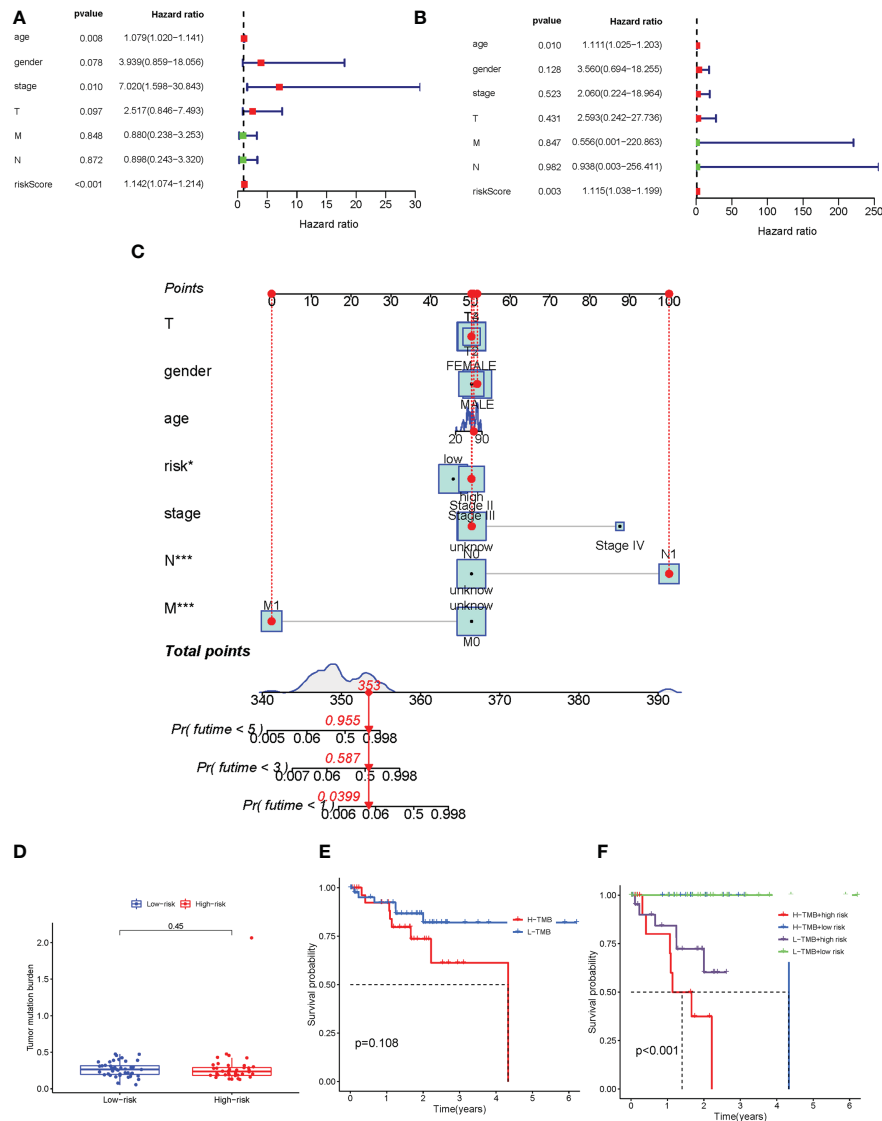 A
pvalue Hazard ratio
age 0.008 1.079(1.020−1.141)
gender 0.078 3.939(0.859−18.056)
stage 0.010 7.020(1.598−30.843)
T 0.097 2.517(0.846−7.493)
M 0.848 0.880(0.238−3.253)
N 0.872 0.898(0.243−3.320)
riskScore <0.001 1.142(1.074−1.214)
0 5 10 15 20 25 30
Hazard ratio
B
pvalue Hazard ratio
age 0.010 1.111(1.025−1.203)
gender 0.128 3.560(0.694−18.255)
stage 0.523 2.060(0.224−18.964)
T 0.431 2.593(0.242−27.736)
M 0.847 0.556(0.001−220.863)
N 0.982 0.938(0.003−256.411)
riskScore 0.003 1.115(1.038−1.199)
0 50 100 150 200 250
Hazard ratio
C
Points
0 10 20 30 40 50 60 70 80 90 100
T
gender
FEMALE
MALE
age
20 90
risk*
low
high
stage
Stage II
Stage III
unknow
Stage IV
N***
N0
N1
unknow
M***
M1
unknow
M0
Total points
353
340 350 360 370 380 390
Pr( futime < 5 )
0.955
0.005 0.06 0.5 0.998
Pr( futime < 3 )
0.587
0.007 0.06 0.5 0.998
Pr( futime < 1 )
0.0399
0.006 0.06 0.5 0.998
D
Low−risk High−risk
0.45
Tumor mutation burden
2.0
1.5
1.0
0.5
0.0
Low−risk High−risk
E
Survival probability
1.00
0.75
0.50
0.25
0.00
H−TMB
L−TMB
p=0.108
0 1 2 3 4 5 6
Time(years)
F
Survival probability
1.00
0.75
0.50
0.25
0.00
H−TMB+high risk
H−TMB+low risk
L−TMB+high risk
L−TMB+low risk
p<0.001
0 1 2 3 4 5 6
Time(years)